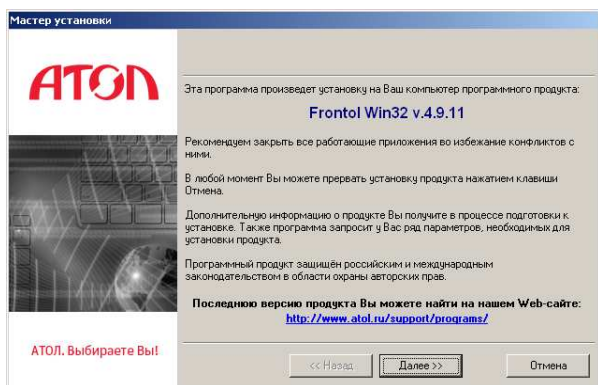 Мастер установки
АТОЛ
Эта программа произведет установку на Ваш компьютер программного продукта:
Frontol Win32 v.4.9.11
Рекомендуем закрыть все работающие приложения во избежание конфликтов с
ними.
В любой момент Вы можете прервать установку продукта нажатием клавиши
Отмена.
Дополнительную информацию о продукте Вы получите в процессе подготовки к
установке. Также программа запросит у Вас ряд параметров, необходимых для
установки продукта.
Программный продукт защищён российским и международным
законодательством в области охраны авторских прав.
Последнюю версию продукта Вы можете найти на нашем Web-сайте:
http://www.atol.ru/support/programs/
АТОЛ. Выбираете Вы!
<< Назад
Далее >>
Отмена